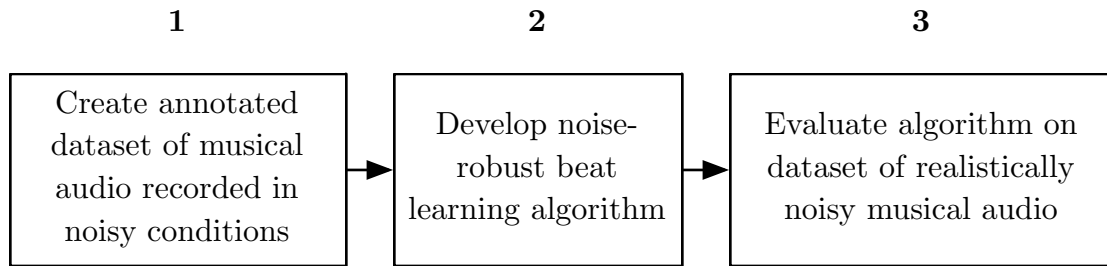 1
2
3
Create annotated
dataset of musical
audio recorded in
noisy conditions
Develop noise-
robust beat
learning algorithm
Evaluate algorithm on
dataset of realistically
noisy musical audio